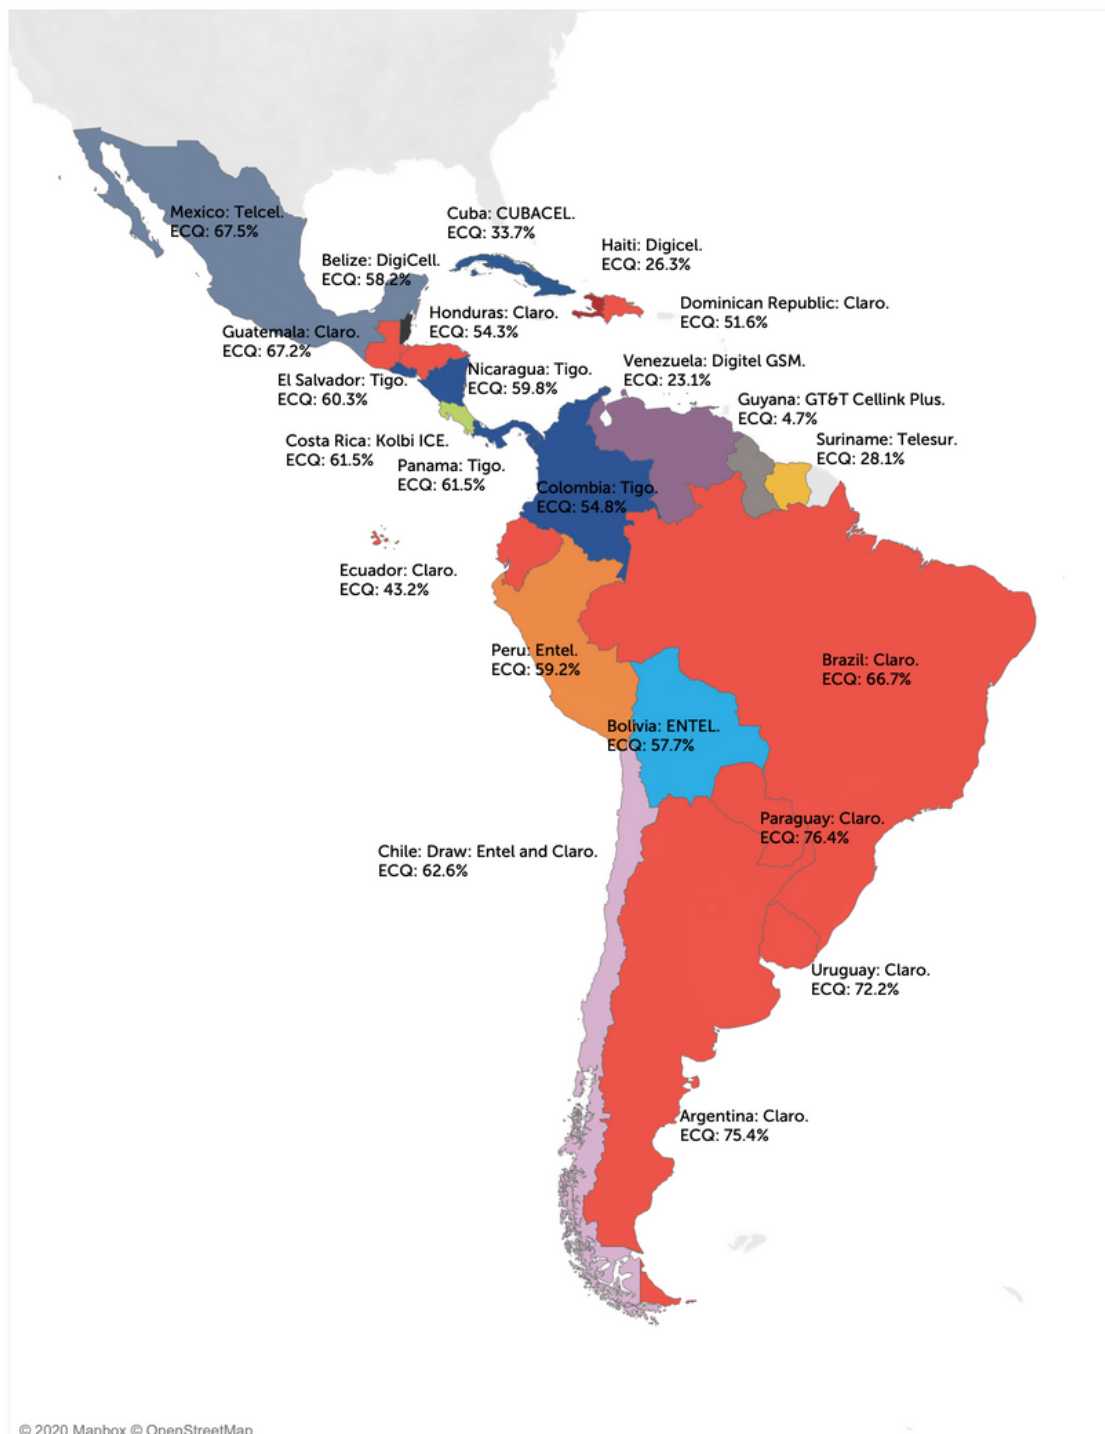 Mexico: Telcel.
ECQ: 67.5%
Cuba: CUBACEL.
ECQ: 33.7%
Haiti: Digicel.
ECQ: 26.3%
Belize: DigiCell.
ECQ: 58.2%
Dominican Republic: Claro.
ECQ: 51.6%
Honduras: Claro.
ECQ: 54.3%
Guatemala: Claro.
ECQ: 67.2%
Nicaragua: Tigo.
ECQ: 59.8%
Venezuela: Digitel GSM.
ECQ: 23.1%
El Salvador: Tigo.
ECQ: 60.3%
Guyana: GT&T Cellink Plus.
ECQ: 4.7%
Costa Rica: Kolbi ICE.
ECQ: 61.5%
Suriname: Telesur.
ECQ: 28.1%
Panama: Tigo.
ECQ: 61.5%
Colombia: Tigo.
ECQ: 54.8%
Ecuador: Claro.
ECQ: 43.2%
Peru: Entel.
ECQ: 59.2%
Brazil: Claro.
ECQ: 66.7%
Bolivia: ENTEL.
ECQ: 57.7%
Paraguay: Claro.
ECQ: 76.4%
Chile: Draw: Entel and Claro.
ECQ: 62.6%
Uruguay: Claro.
ECQ: 72.2%
Argentina: Claro.
ECQ: 75.4%
© 2020 Mapbox © OpenStreetMap